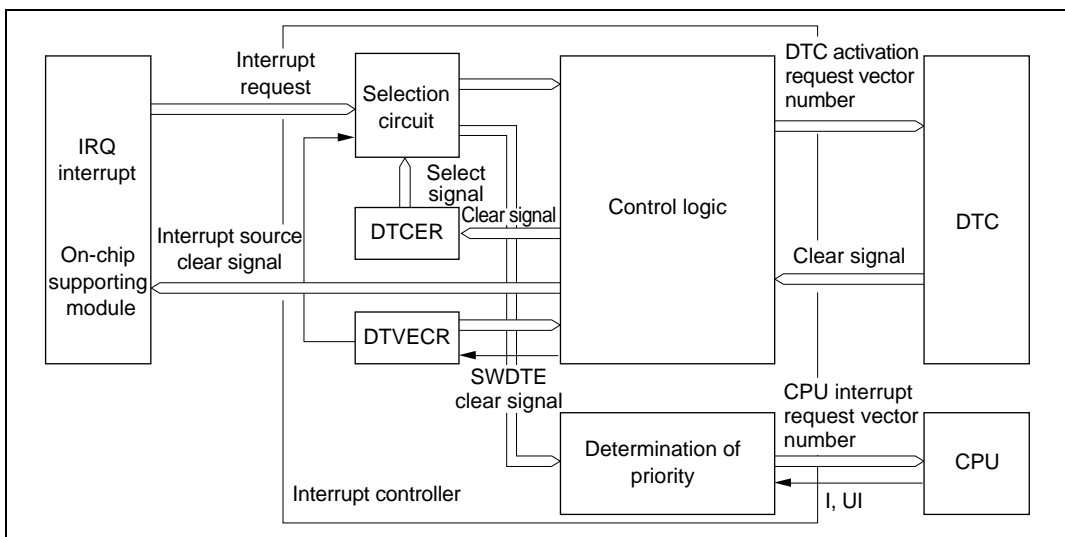 Interrupt
request
Selection
circuit
DTC activation
request vector
number
IRQ
interrupt
Select
signal
Control logic
DTCER
Clear signal
DTC
Interrupt source
clear signal
On-chip
supporting
module
Clear signal
DTVECR
SWDTE
clear signal
CPU interrupt
request vector
number
Determination of
priority
CPU
Interrupt controller
I, UI